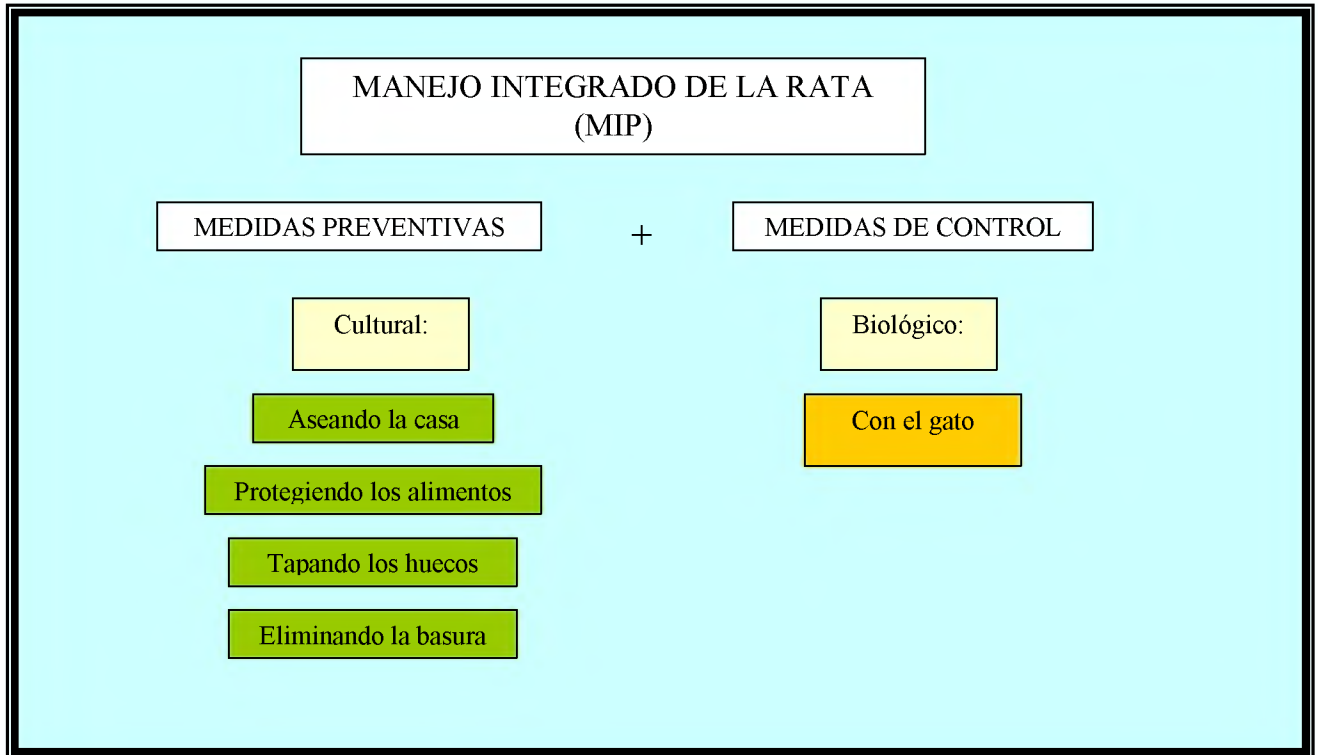 MANEJO INTEGRADO DE LA RATA
(MIP)
MEDIDAS PREVENTIVAS
+
MEDIDAS DE CONTROL
Cultural:
Aseando la casa
Protegiendo los alimentos
Tapando los huecos
Eliminando la basura
Biológico:
Con el gato